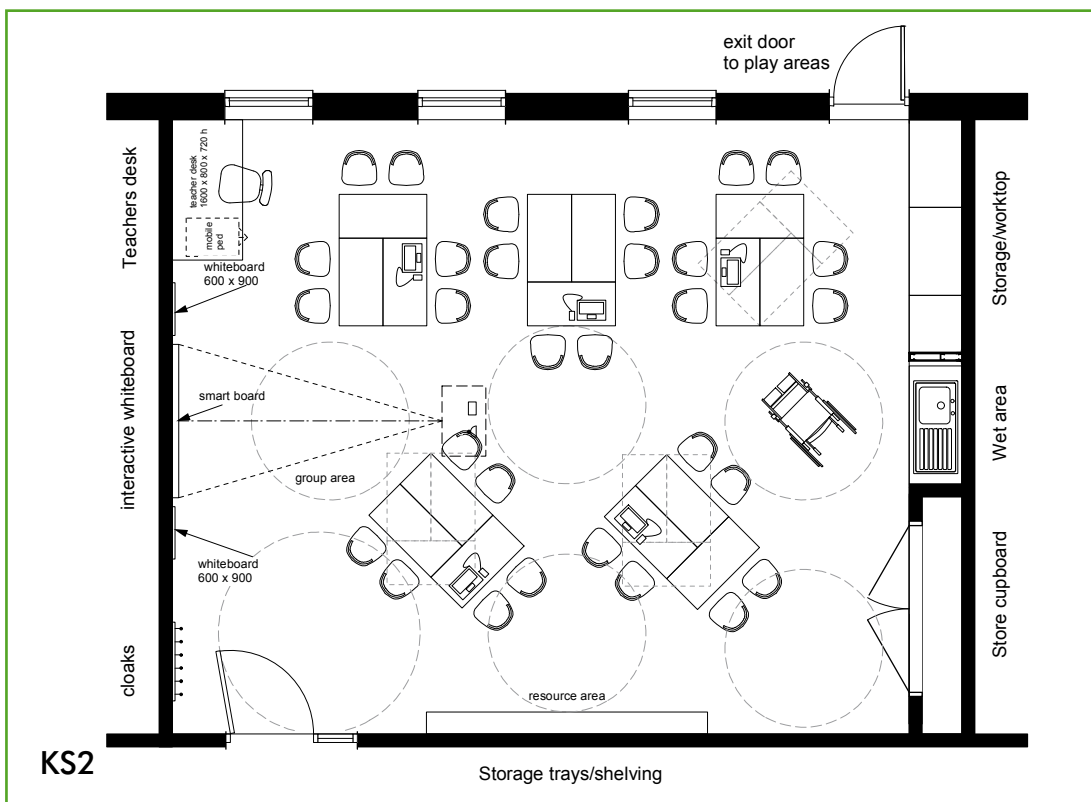 exit door
to play areas
Teachers desk
teacher desk
1600 x 800 x 720 h
mobile
ped
whiteboard
600 x 900
Storage/worktop
interactive whiteboard
smart board
Wet area
group area
whiteboard
600 x 900
Store cupboard
cloaks
resource area
KS2
Storage trays/shelving